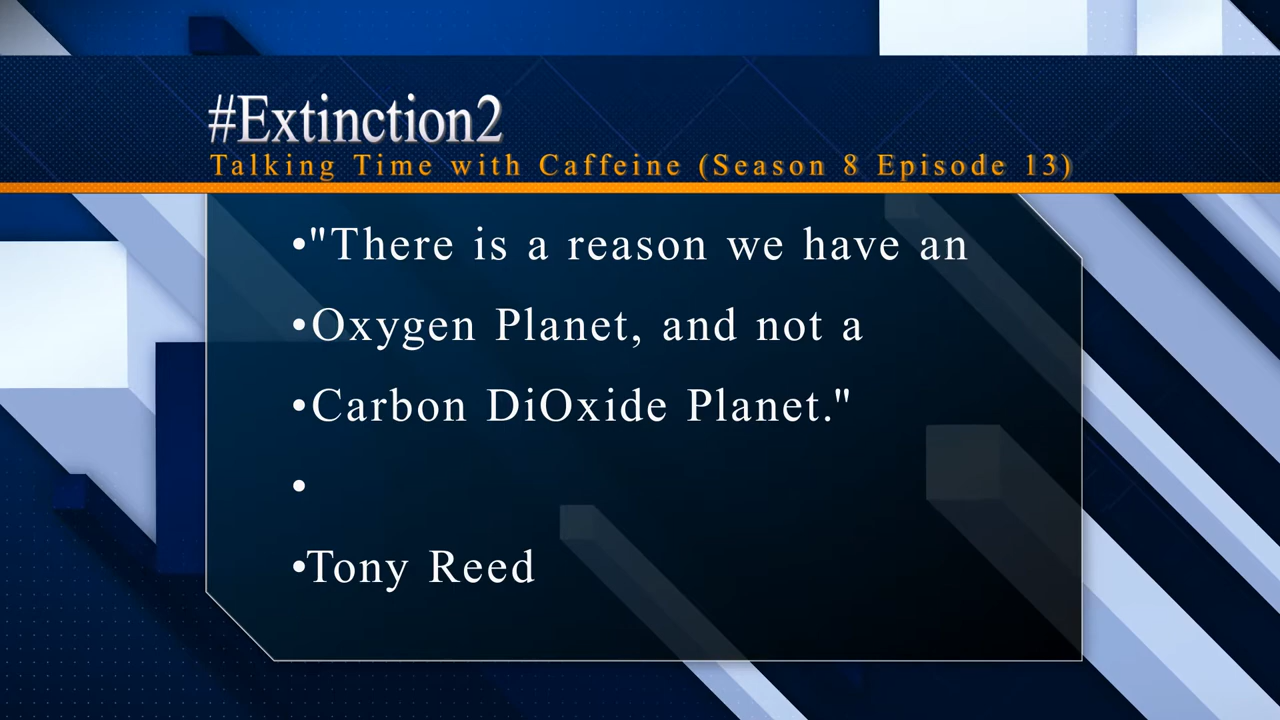 #Extinction2
Talking Time with Caffeine (Season 8 Episode 13)
•"There is a reason we have an
•Oxygen Planet, and not a
•Carbon DiOxide Planet."
•
•Tony Reed